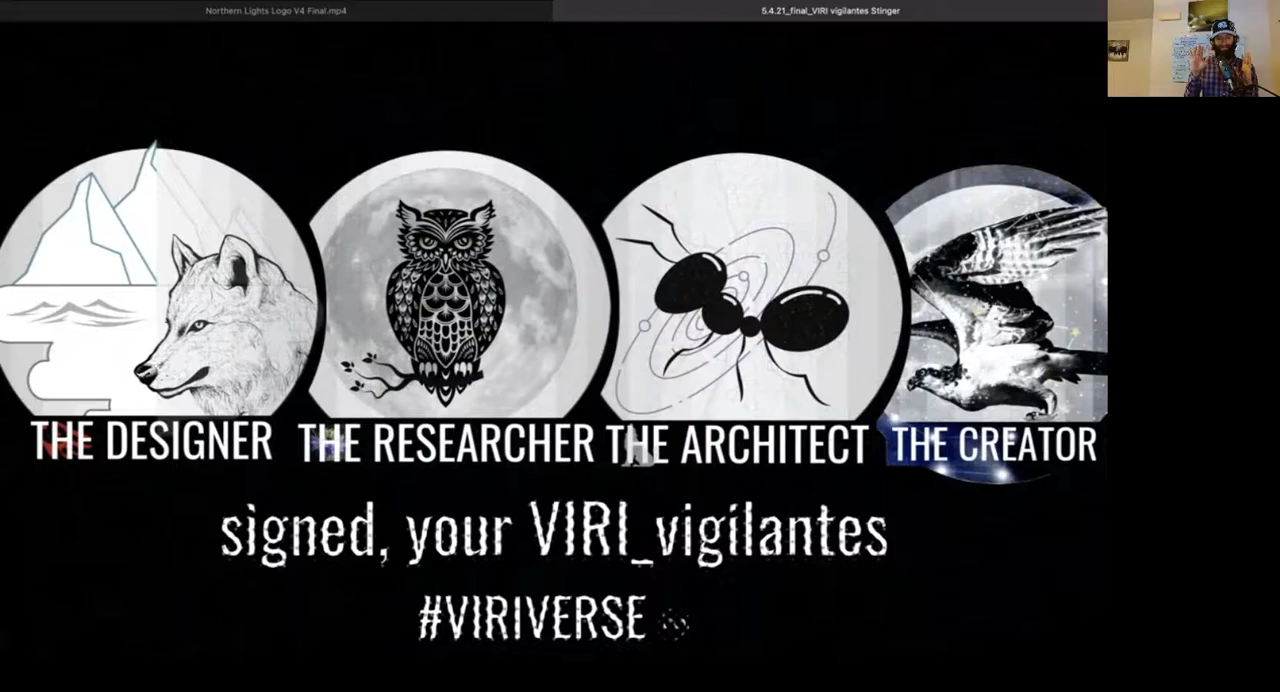 Northern Lights Logo V4 Final.mp4
5.4.21_final_VIRI vigilantes Stinger
THE DESIGNER THE RESEARCHER THE ARCHITECT THE CREATOR
signed, your VIRI_vigilantes
#VIRIVERSE